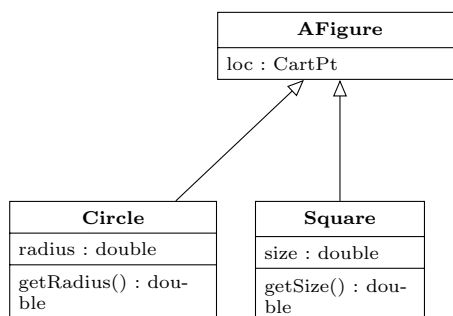 AFigure
loc : CartPt
Circle
radius : double
getRadius() : dou-
ble
Square
size : double
getSize() : dou-
ble